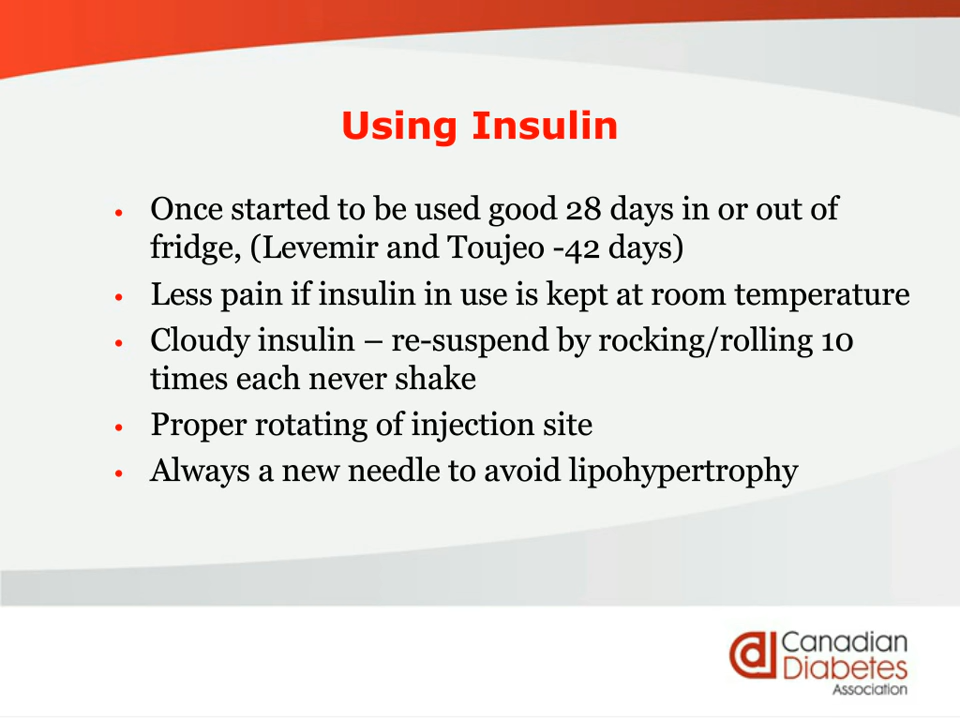 Using Insulin
• Once started to be used good 28 days in or out of
fridge, (Levemir and Toujeo -42 days)
• Less pain if insulin in use is kept at room temperature
• Cloudy insulin – re-suspend by rocking/rolling 10
times each never shake
• Proper rotating of injection site
• Always a new needle to avoid lipohypertrophy
Canadian
Diabetes
Association